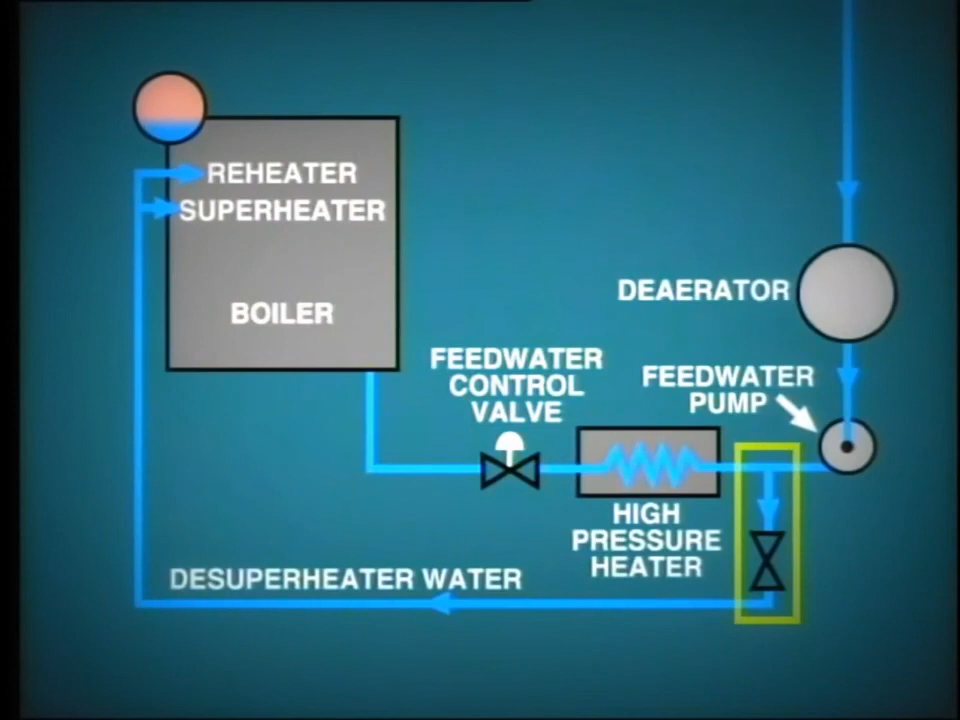 REHEATER
SUPERHEATER
BOILER
DEAERATOR
FEEDWATER
CONTROL
VALVE
FEEDWATER
PUMP
HIGH
PRESSURE
HEATER
DESUPERHEATER WATER